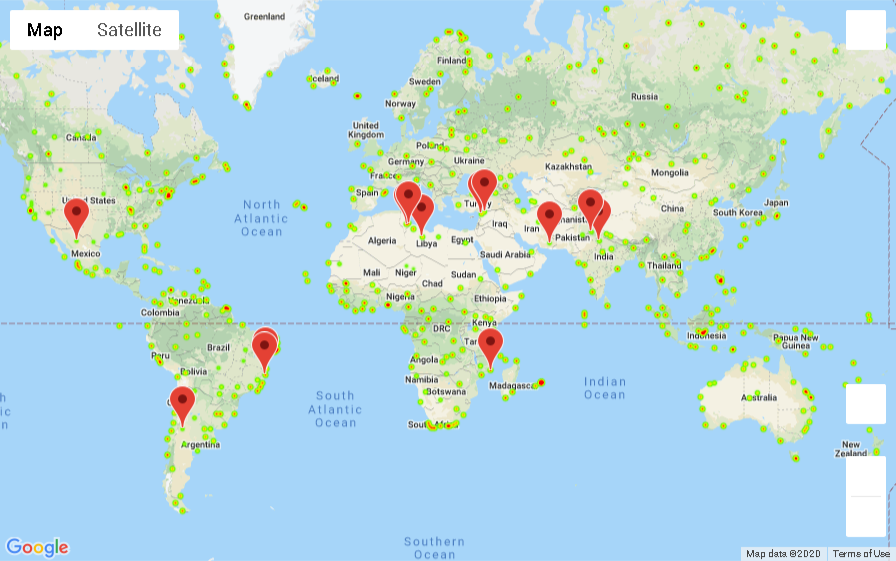 Greenland
Map Satellite
Iceland
Finland
Sweden
Norway
Russia
Canada
United
Kingdom
Poland
Germany
Ukraine
Kazakhstan
Mongolia
France
Spain
United States
North
Atlantic
Ocean
Turkey
Japan
South Korea
China
Iraq
Iran
Afghanistan
Pakistan
Algeria
Libya
Egypt
Mexico
Saudi Arabia
India
Thailand
Mali
Niger
Chad
Sudan
Nigeria
Ethiopia
Venezuela
Colombia
DRC
Kenya
Indonesia
Papua New
Guinea
Brazil
Peru
Bolivia
Angola
Namibia
Botswana
Madagascar
Indian
Ocean
South
Atlantic
Ocean
Australia
South Africa
Argentina
New
Zealand
Southern
Ocean
Google
Map data ©2020 Terms of Use